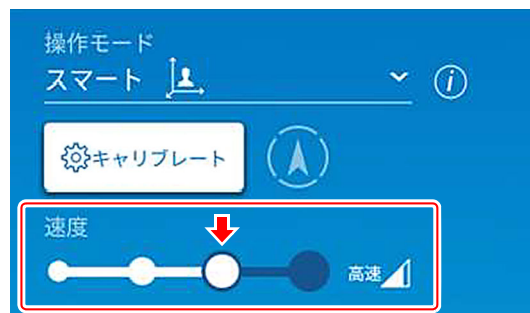 操作モード
スマート
キャリブレート
速度
高速